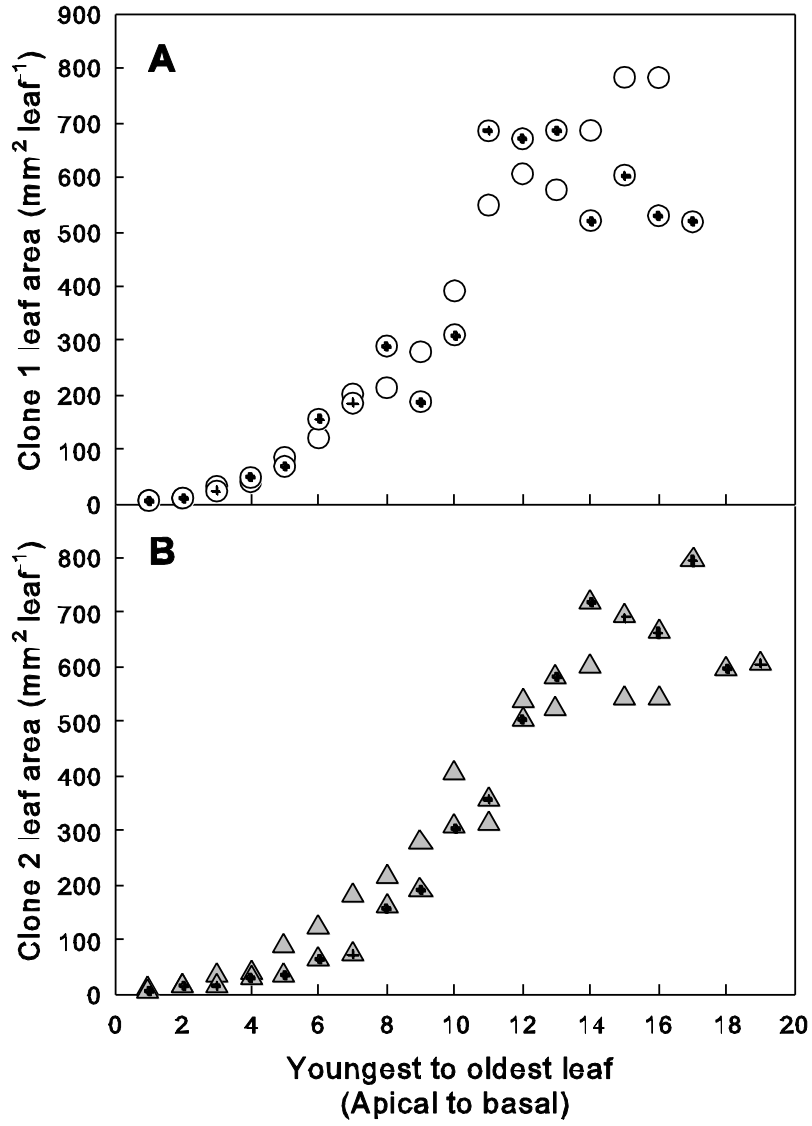 900
800
700
600
500
400
300
200
100
0
A
Clone 1 leaf area (mm² leaf⁻¹)
800
700
600
500
400
300
200
100
0
B
Clone 2 leaf area (mm² leaf⁻¹)
0 2 4 6 8 10 12 14 16 18 20
Youngest to oldest leaf
(Apical to basal)